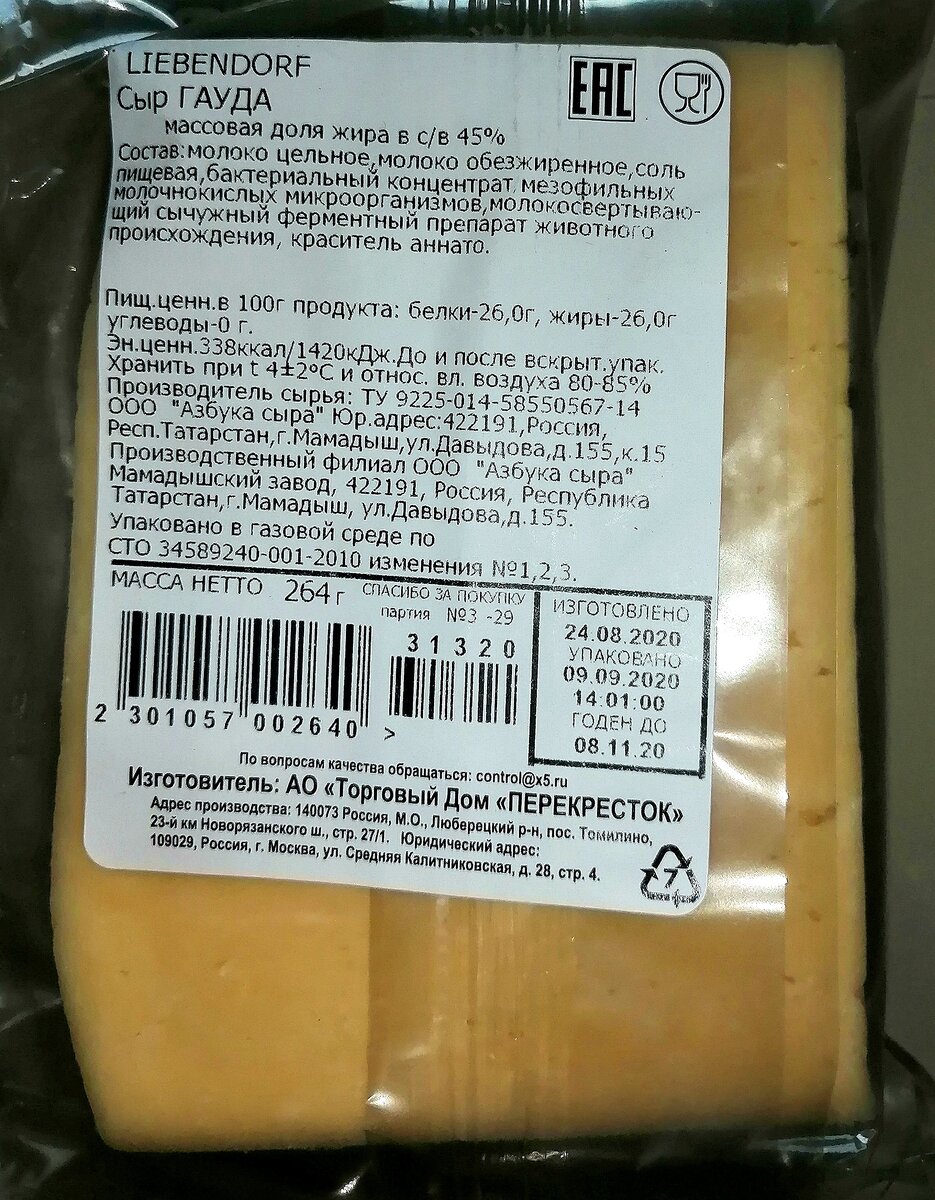 LIEBENDORF
Сыр ГАУДА
массовая доля жира в с/в 45%
Состав:молоко цельное,молоко обезжиренное,соль
пищевая,бактериальный концентрат мезофильных
молочнокислых микроорганизмов,молокосвертываю-
щий сычужный ферментный препарат животного
происхождения, краситель аннато.
EAC
Пищ.ценн.в 100г продукта: белки-26,0г, жиры-26,0г
углеводы-0 г.
Эн.ценн.338ккал/1420кДж.До и после вскрыт.упак.
Хранить при t 4±2°С и относ. вл. воздуха 80-85%
Производитель сырья: ТУ 9225-014-58550567-14
ООО "Азбука сыра" Юр.адрес:422191,Россия,
Респ.Татарстан,г.Мамадыш,ул.Давыдова,д.155,к.15
Производственный филиал ООО "Азбука сыра"
Мамадышский завод, 422191, Россия, Республика
Татарстан,г.Мамадыш, ул.Давыдова,д.155.
Упаковано в газовой среде по
СТО 34589240-001-2010 изменения №1,2,3.
МАССА НЕТТО 264г
СПАСИБО ЗА ПОКУПКУ
партия №3 -29
31320
2 301057 002640 >
ИЗГОТОВЛЕНО
24.08.2020
УПАКОВАНО
09.09.2020
14:01:00
ГОДЕН ДО
08.11.20
По вопросам качества обращаться: control@x5.ru
Изготовитель: АО «Торговый Дом «ПЕРЕКРЕСТОК»
Адрес производства: 140073 Россия, М.О., Люберецкий р-н, пос. Томилино,
23-й км Новорязанского ш., стр. 27/1. Юридический адрес:
109029, Россия, г. Москва, ул. Средняя Калитниковская, д. 28, стр. 4.
7